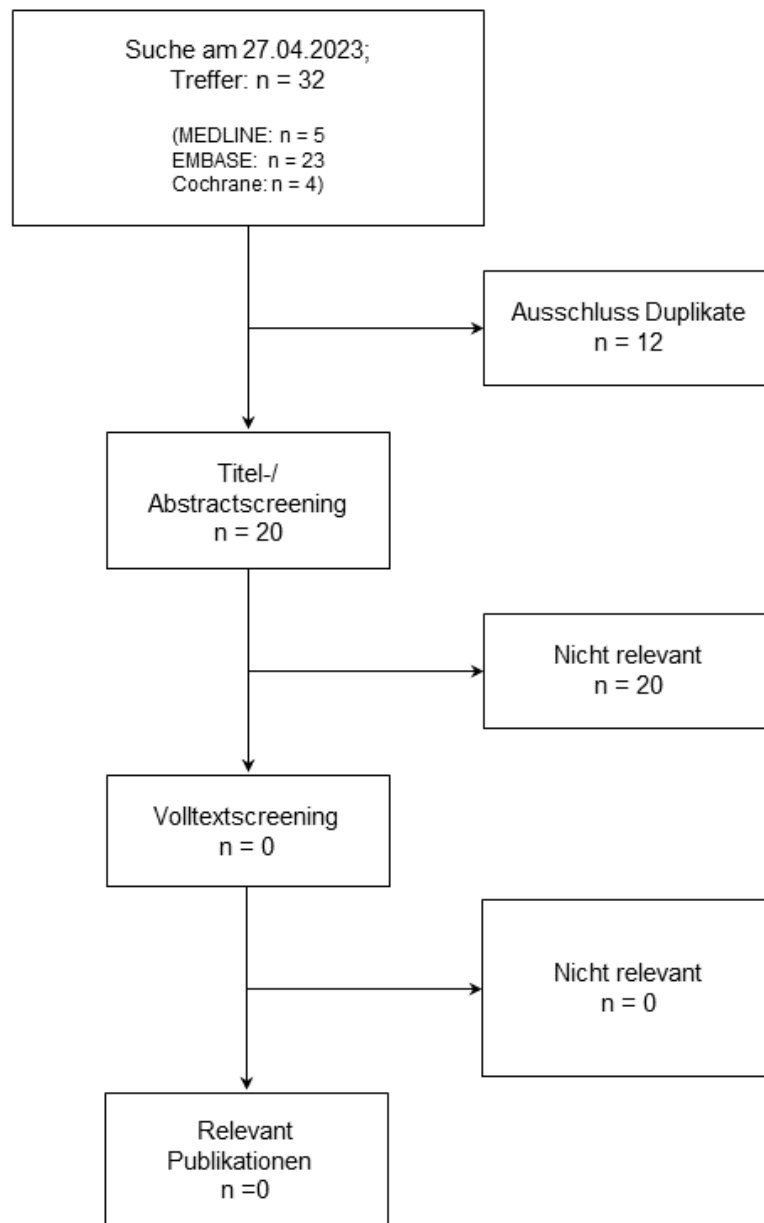 Suche am 27.04.2023;
Treffer: n = 32
(MEDLINE: n = 5
EMBASE: n = 23
Cochrane: n = 4)
Ausschluss Duplikate
n = 12
Titel-/
Abstractscreening
n = 20
Nicht relevant
n = 20
Volltextscreening
n = 0
Nicht relevant
n = 0
Relevant
Publikationen
n =0